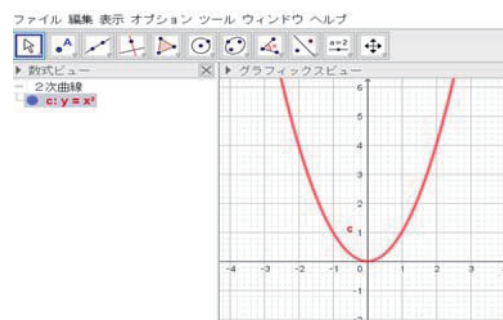 ファイル 編集 表示 オプション ツール ウィンドウ ヘルプ
A
a=2
数式ビュー
グラフィックスビュー
2次曲線
c: y = x²
6
5
4
3
2
c
1
-4 -3 -2 -1 0 1 2 3
-1
-2